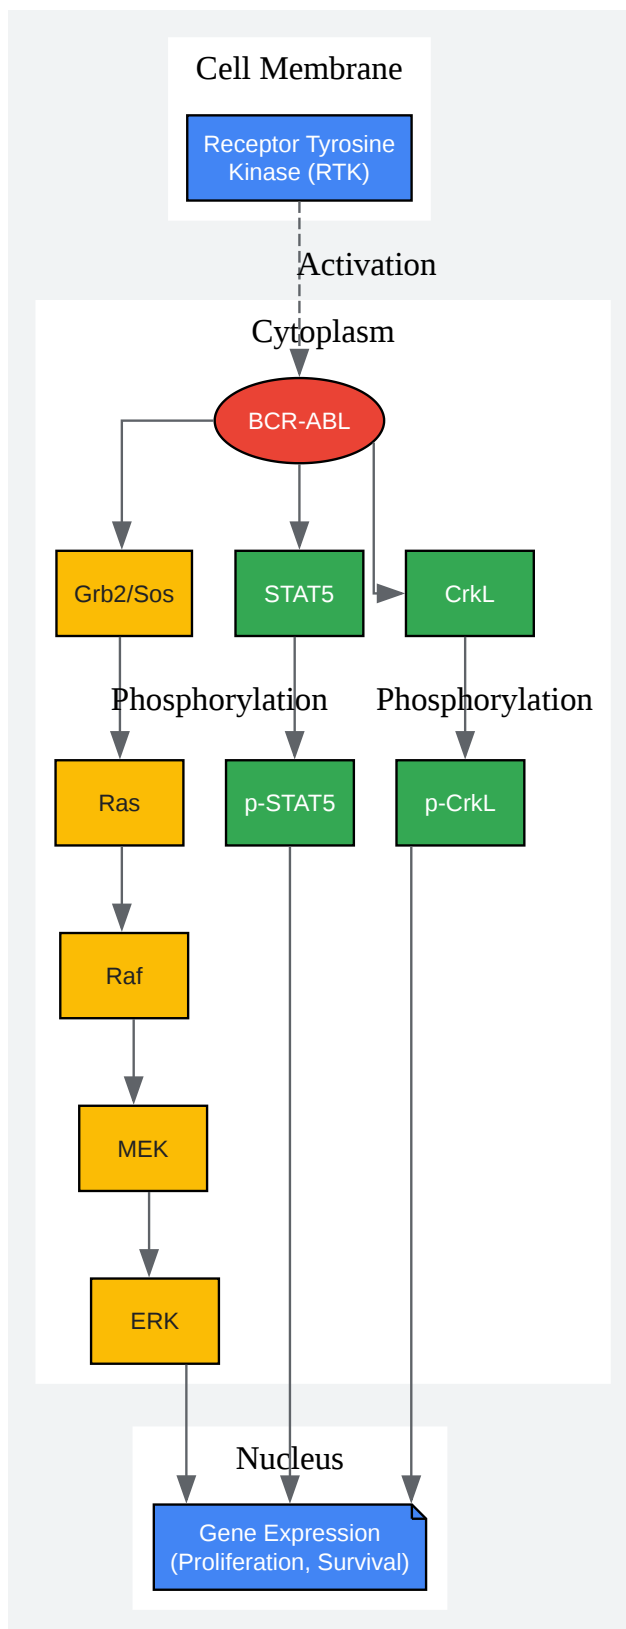 Cell Membrane
Receptor Tyrosine
Kinase (RTK)
Activation
Cytoplasm
BCR-ABL
Grb2/Sos
STAT5
CrkL
Phosphorylation
Phosphorylation
Ras
p-STAT5
p-CrkL
Raf
MEK
ERK
Nucleus
Gene Expression
(Proliferation, Survival)